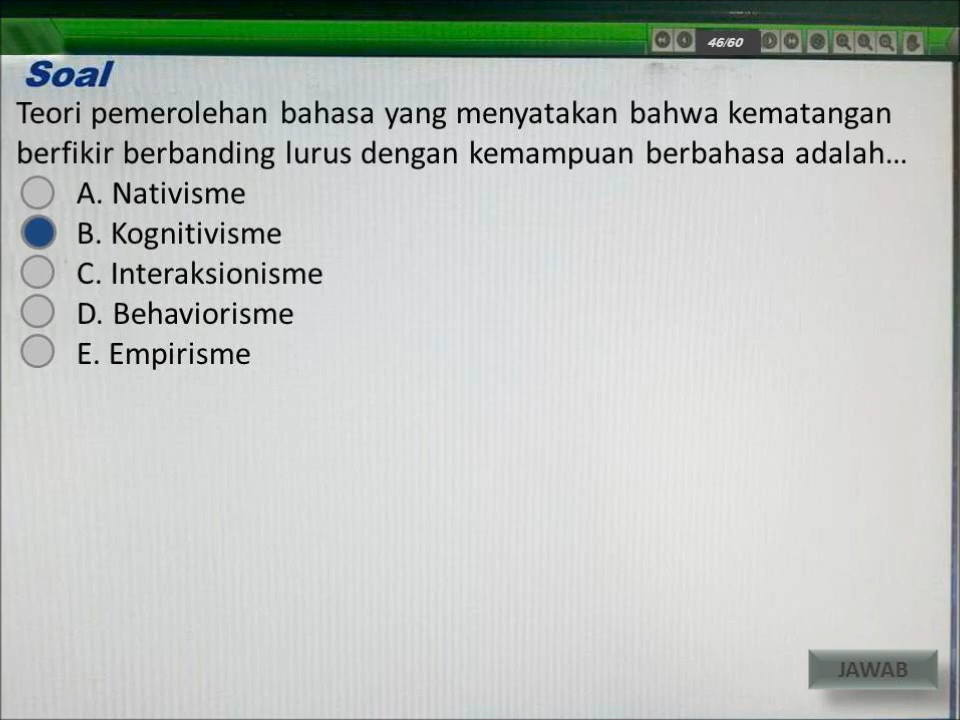 46/60
Soal
Teori pemerolehan bahasa yang menyatakan bahwa kematangan
berfikir berbanding lurus dengan kemampuan berbahasa adalah...
A. Nativisme
B. Kognitivisme
C. Interaksionisme
D. Behaviorisme
E. Empirisme
JAWAB